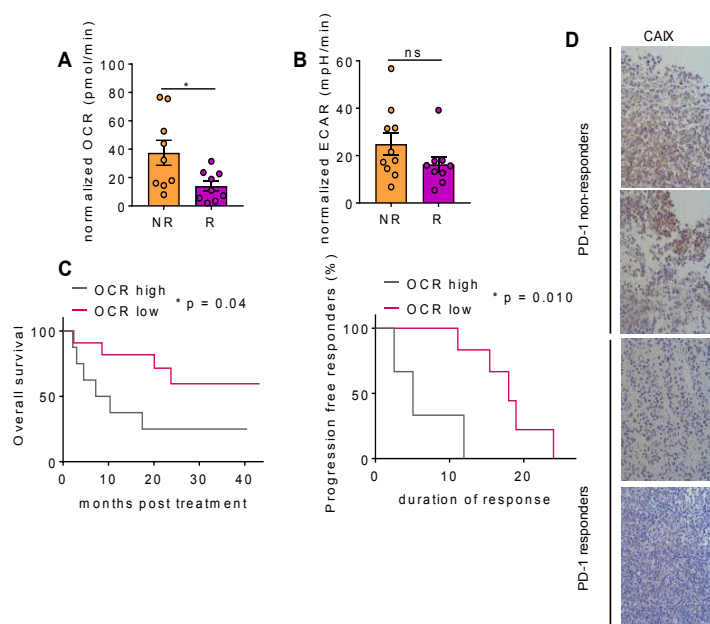 A
normalized OCR (pmol/min)
100
80
60
40
20
0
*
NR R
B
normalized ECAR (mpH/min)
60
40
20
0
ns
NR R
C
OCR high
OCR low
* p = 0.04
Overall survival
100
50
0
0 10 20 30 40
months post treatment
OCR high
OCR low
* p = 0.010
Progression free responders (%)
100
50
0
0 10 20
duration of response
D
CAIX
PD-1 non-responders
PD-1 responders